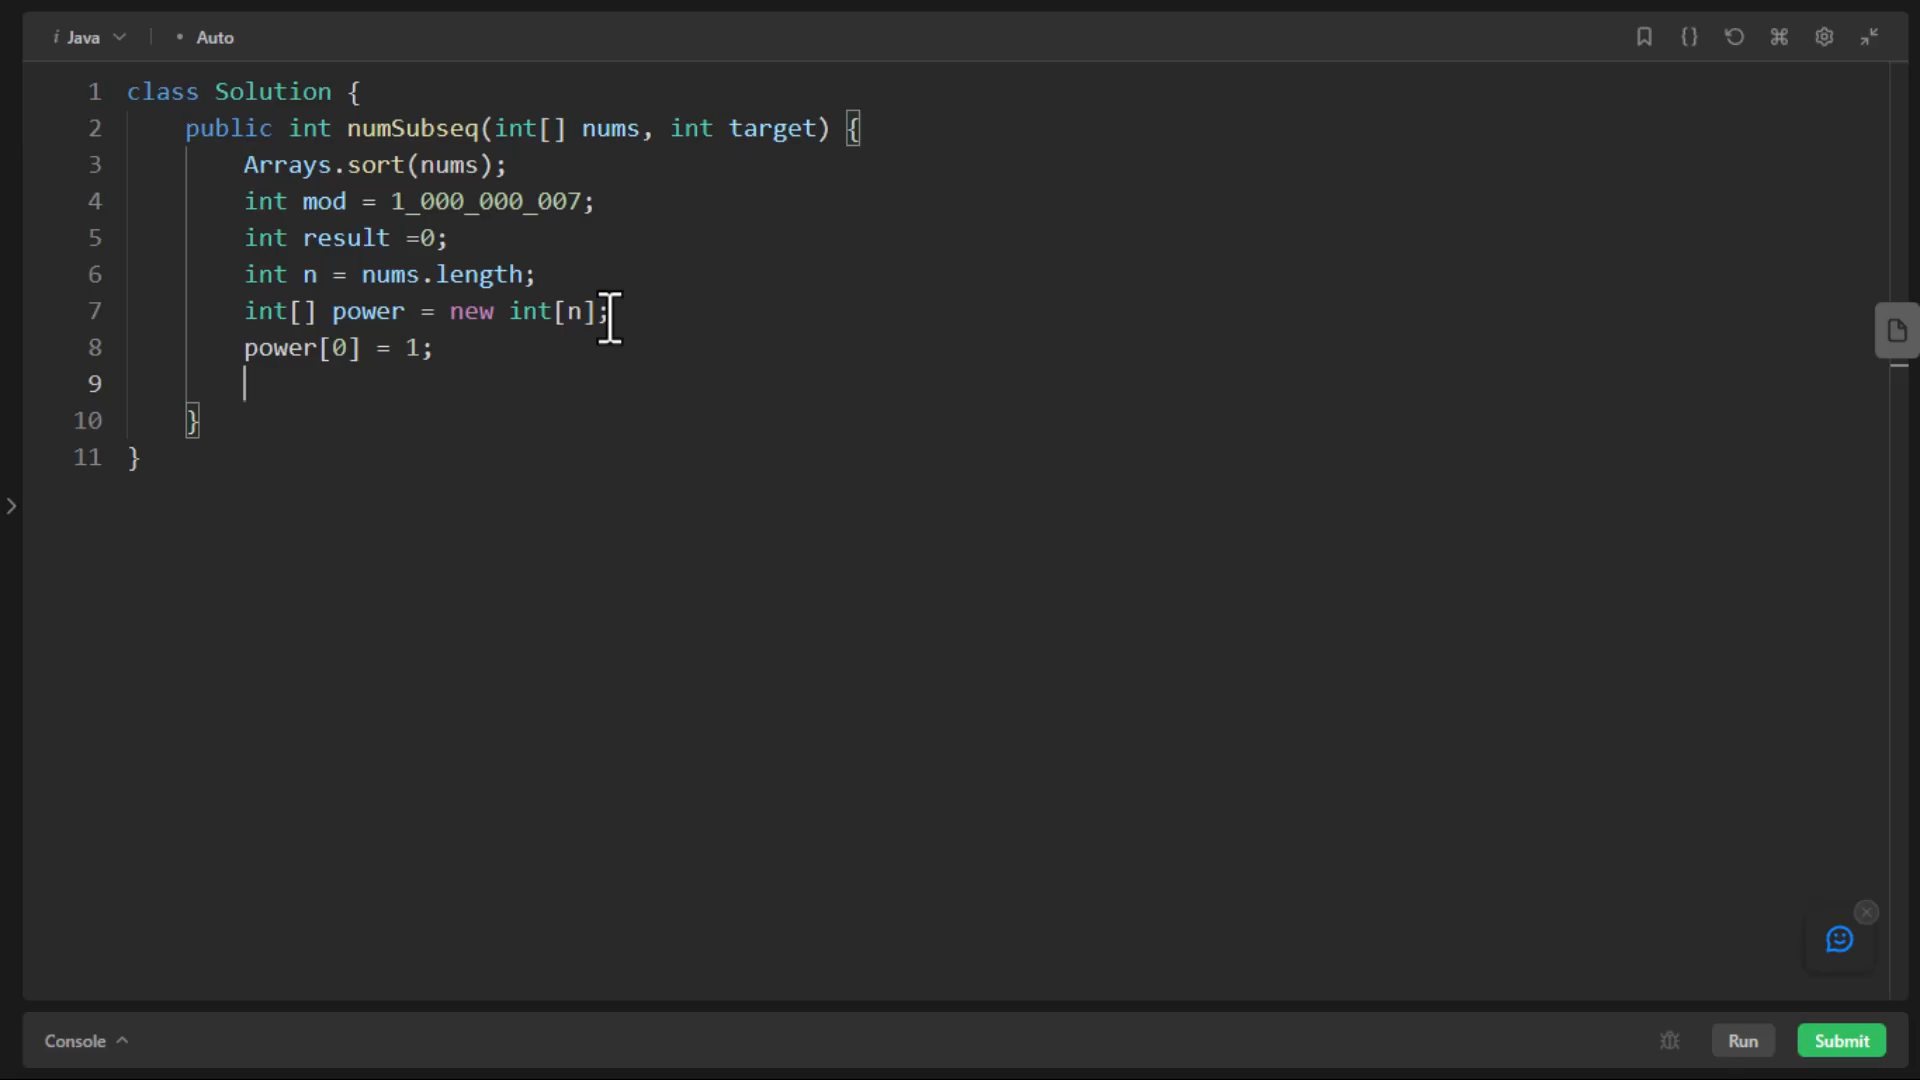 i Java • Auto
1 class Solution {
2 public int numSubseq(int[] nums, int target) {
3 Arrays.sort(nums);
4 int mod = 1_000_000_007;
5 int result =0;
6 int n = nums.length;
7 int[] power = new int[n];
8 power[0] = 1;
9
10 }
11 }
Console Run Submit